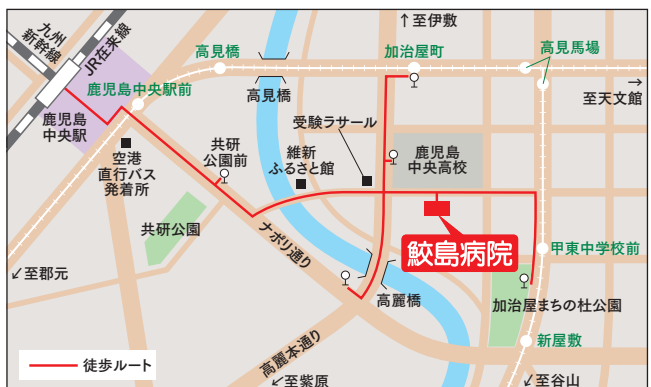 ↑至伊敷
九州
新幹線
JR在来線
高見橋
加治屋町
高見馬場
鹿児島中央駅前
高見橋
→
至天文館
鹿児島
中央駅
受験ラサール
共研
公園前
維新
ふるさと館
鹿児島
中央高校
空港
直行バス
発着所
共研公園
ナポリ通り
鮫島病院
甲東中学校前
↙至郡元
高麗橋
加治屋まちの杜公園
新屋敷
高麗本通り
徒歩ルート
↙至紫原
↙至谷山